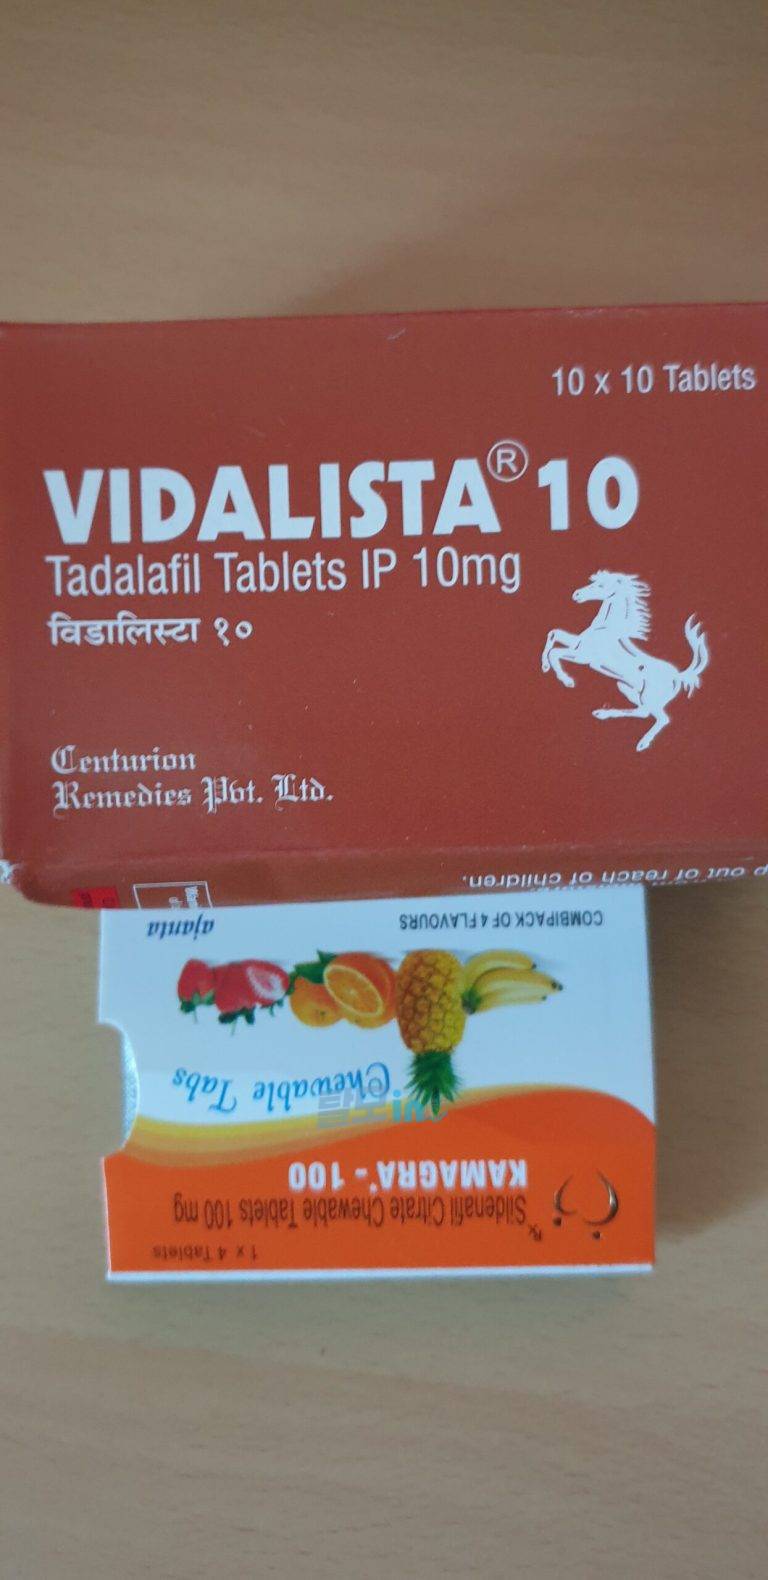 10 x 10 Tablets
VIDALISTA® 10
Tadalafil Tablets IP 10mg
विडालिस्टा १०
Centurion
Remedies Pvt. Ltd.
out of reach of children.
ajanta
COMBIPACK OF 4 FLAVOURS
Chewable Tabs
KAMAGRA - 100
Rx
Sildenafil Citrate Chewable Tablets 100 mg
1 x 4 Tablets